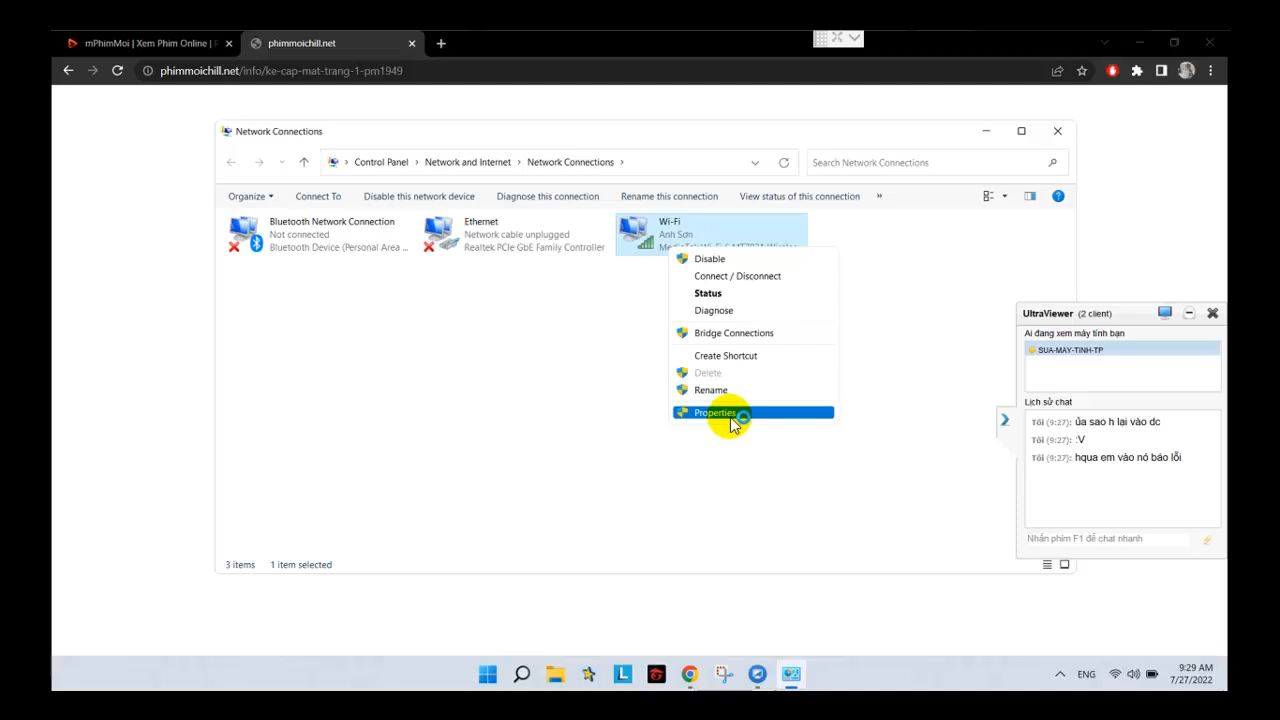 mPhimMoi | Xem Phim Online |
phimmoichill.net
phimmoichill.net/info/ke-cap-mat-trang-1-pm1949
Network Connections
Control Panel > Network and Internet > Network Connections >
Search Network Connections
Organize
Connect To
Disable this network device
Diagnose this connection
Rename this connection
View status of this connection
»
Bluetooth Network Connection
Not connected
Bluetooth Device (Personal Area ...
Ethernet
Network cable unplugged
Realtek PCIe GbE Family Controller
Wi-Fi
Anh Sơn
Disable
Connect / Disconnect
Status
Diagnose
Bridge Connections
Create Shortcut
Delete
Rename
Properties
3 items
1 item selected
UltraViewer (2 client)
Ai đang xem máy tính bạn
SUA-MAY-TINH-TP
Lịch sử chat
Tôi (9:27): ủa sao h lại vào dc
Tôi (9:27): :V
Tôi (9:27): hqua em vào nó báo lỗi
Nhấn phím F1 để chat nhanh
ENG
9:29 AM
7/27/2022